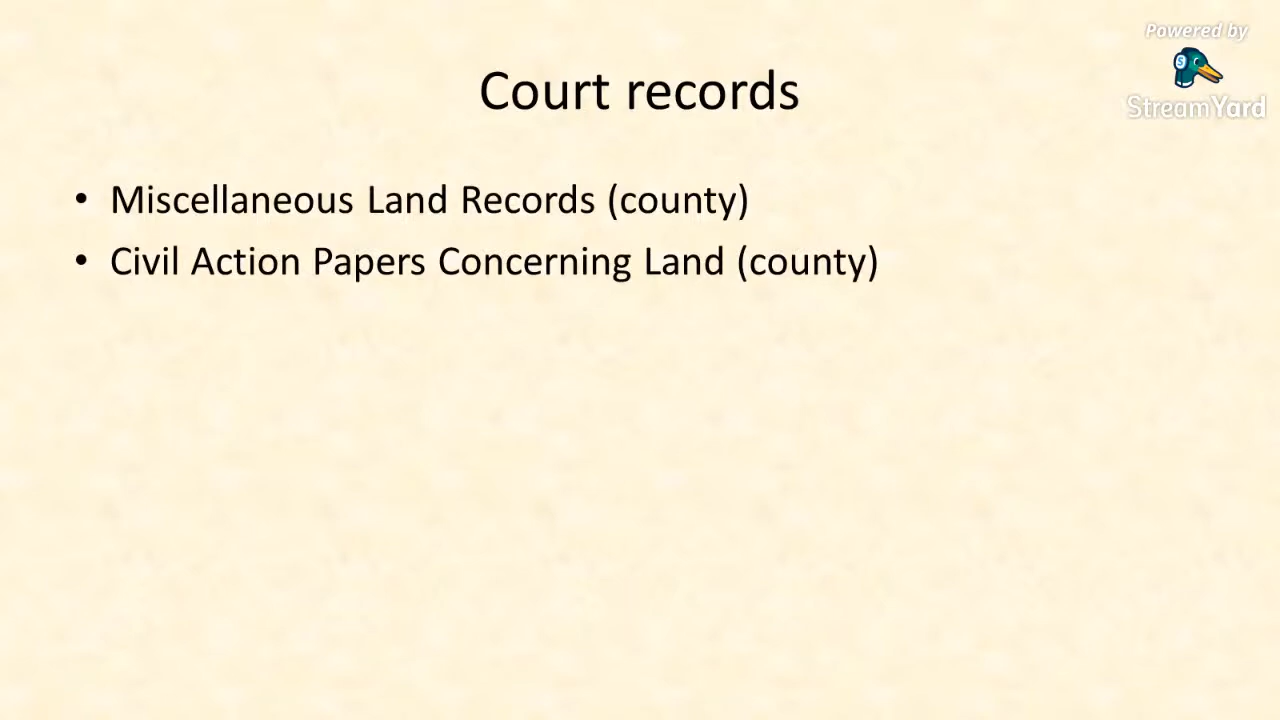 Powered by
StreamYard
Court records
• Miscellaneous Land Records (county)
• Civil Action Papers Concerning Land (county)